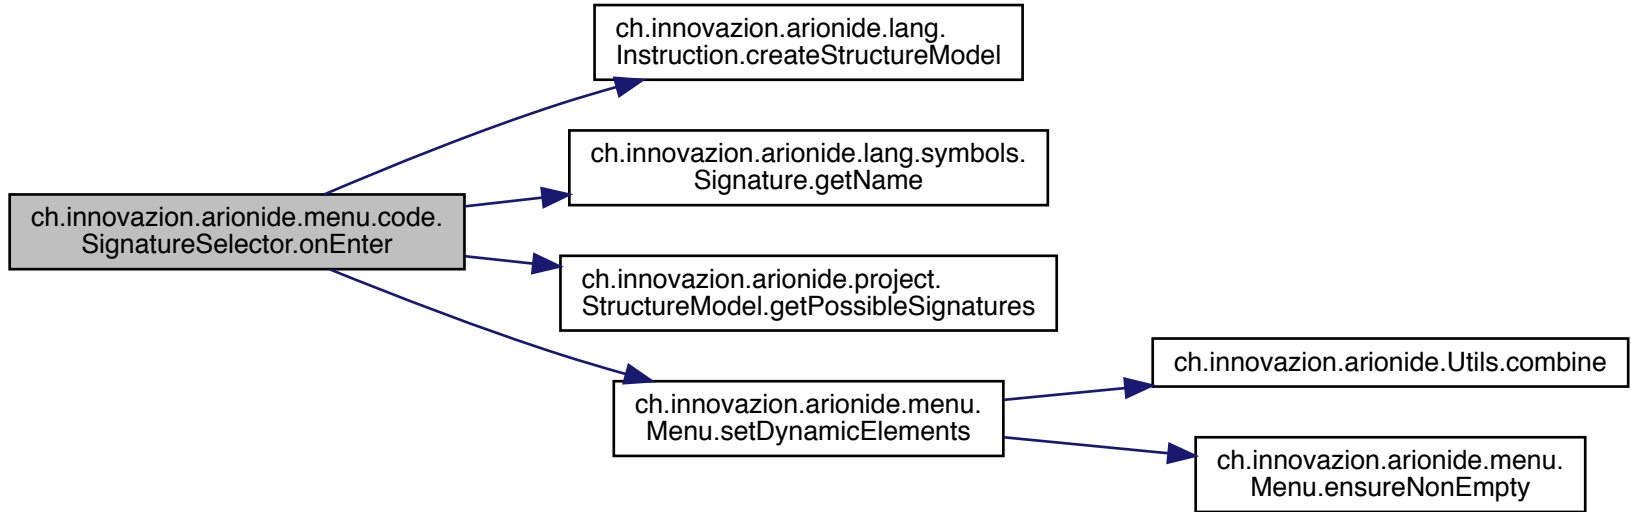 ch.innovazion.arionide.lang.
Instruction.createStructureModel
ch.innovazion.arionide.lang.symbols.
Signature.getName
ch.innovazion.arionide.menu.code.
SignatureSelector.onEnter
ch.innovazion.arionide.project.
StructureModel.getPossibleSignatures
ch.innovazion.arionide.Utils.combine
ch.innovazion.arionide.menu.
Menu.setDynamicElements
ch.innovazion.arionide.menu.
Menu.ensureNonEmpty